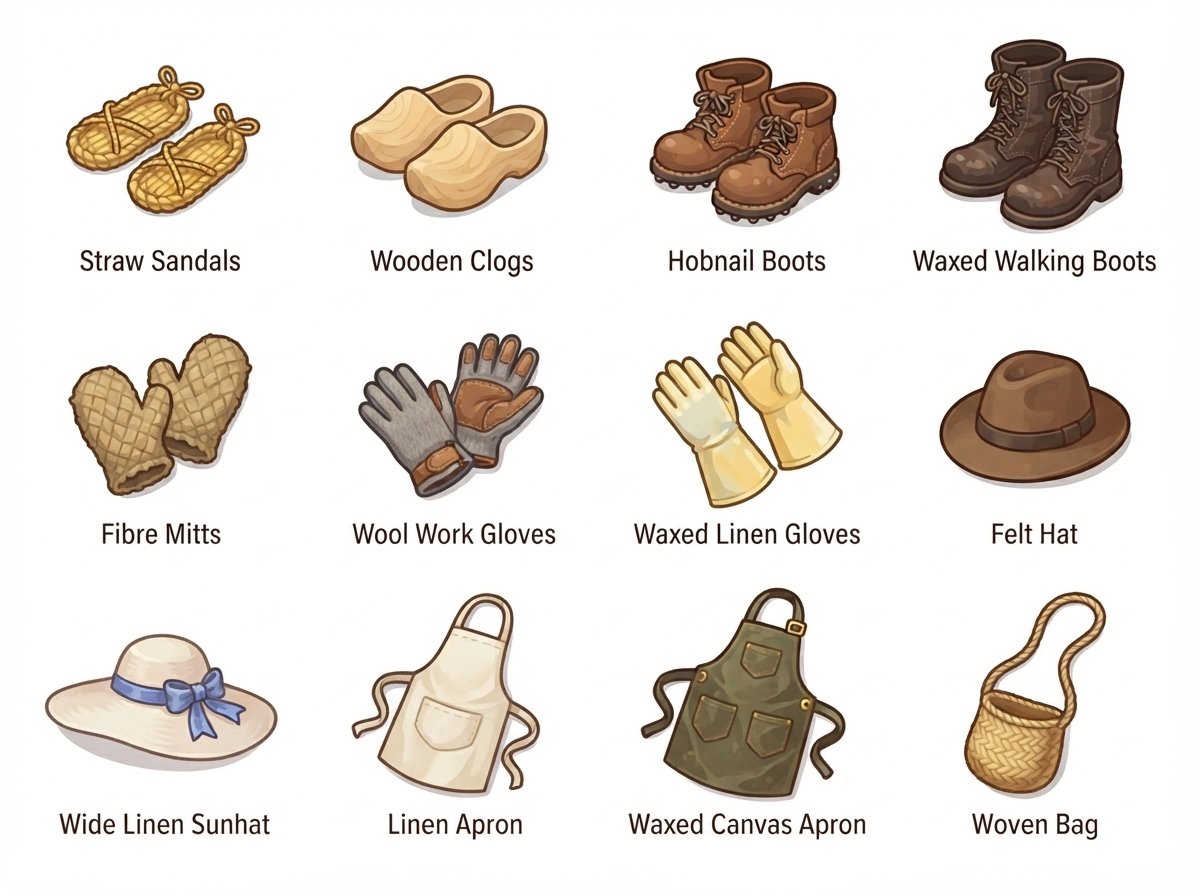 Straw Sandals
Wooden Clogs
Hobnail Boots
Waxed Walking Boots
Fibre Mitts
Wool Work Gloves
Waxed Linen Gloves
Felt Hat
Wide Linen Sunhat
Linen Apron
Waxed Canvas Apron
Woven Bag